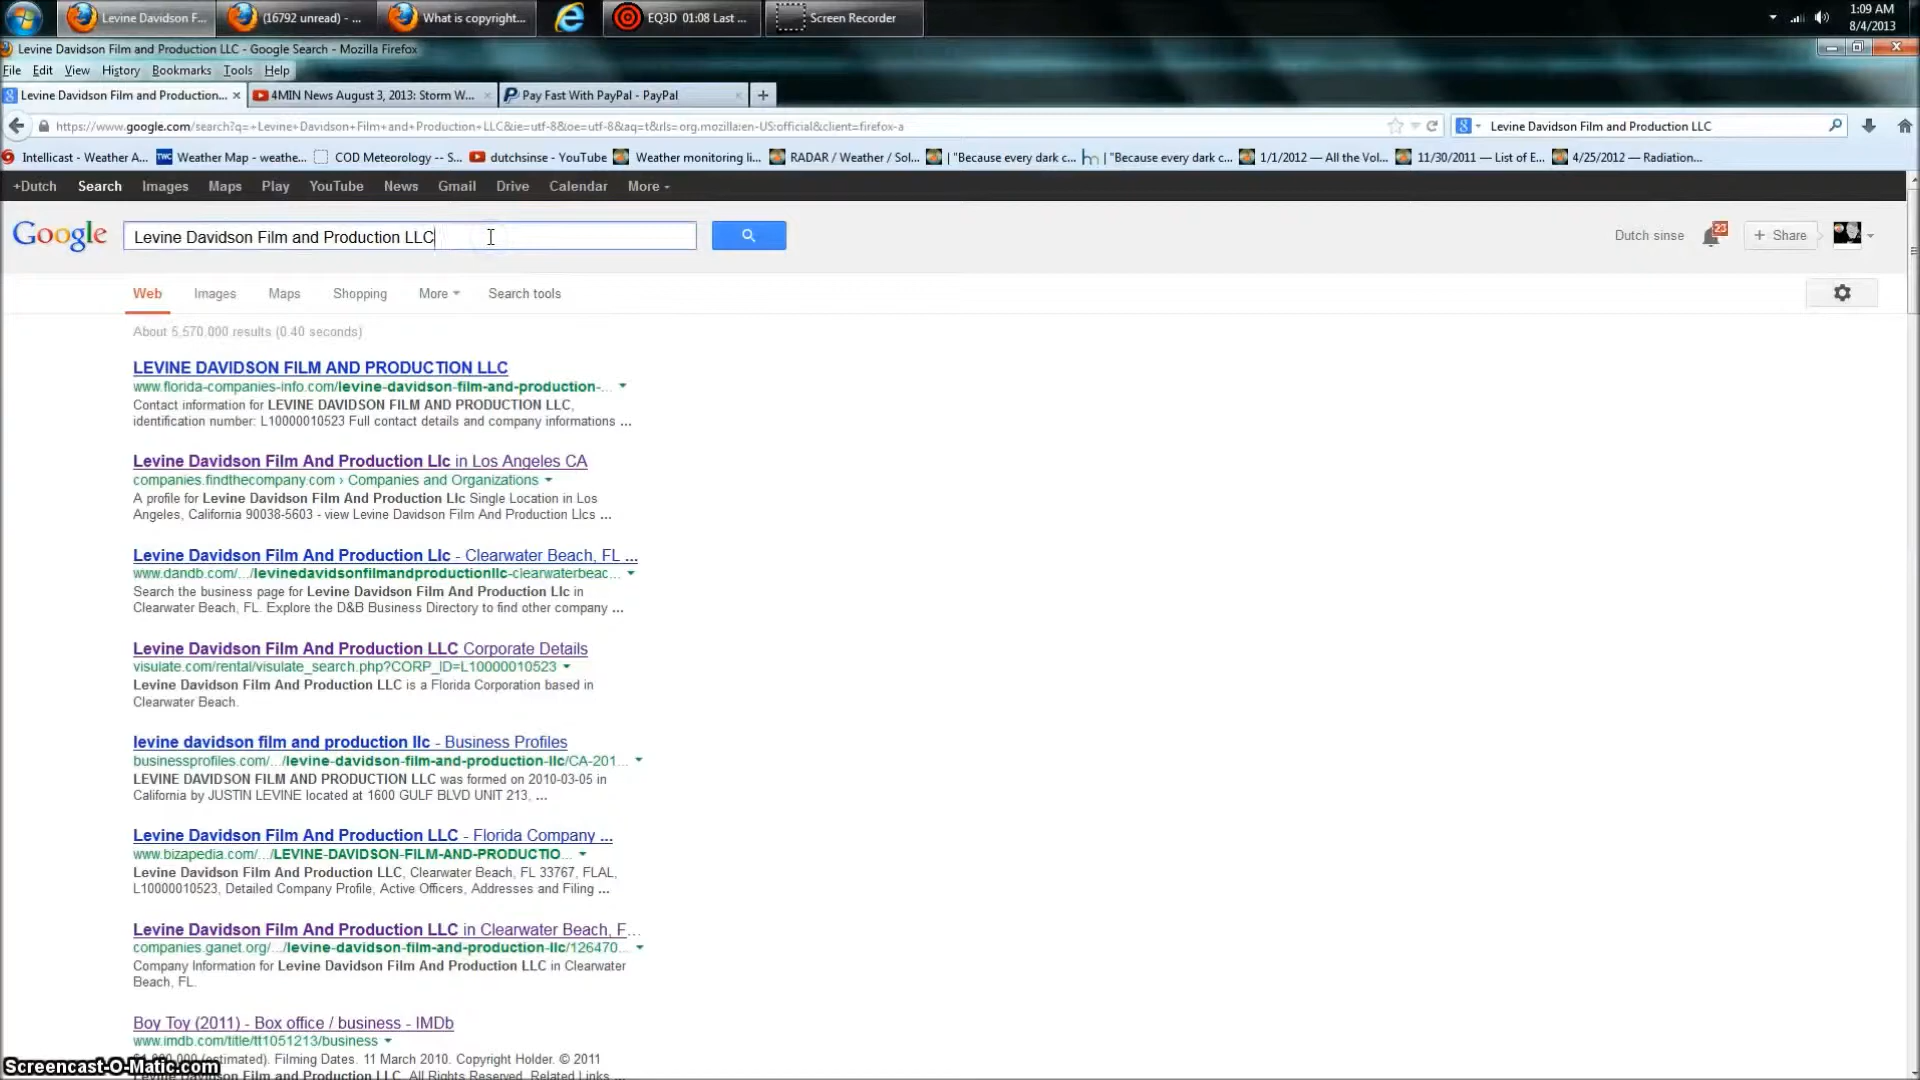 Levine Davidson F...
(16792 unread) - ...
What is copyright...
EQ3D 01:08 Last ...
Screen Recorder
1:09 AM
8/4/2013
Levine Davidson Film and Production LLC - Google Search - Mozilla Firefox
File Edit View History Bookmarks Tools Help
Levine Davidson Film and Production...
4MIN News August 3, 2013: Storm W...
Pay Fast With PayPal - PayPal
https://www.google.com/search?q=+Levine+Davidson+Film+and+Production+LLC&ie=utf-8&oe=utf-8&aq=t&rls=org.mozilla:en-US:official&client=firefox-a
Levine Davidson Film and Production LLC
Intellicast - Weather A... Weather Map - weathe... COD Meteorology -- S... dutchsinse - YouTube Weather monitoring li... RADAR / Weather / Sol... | "Because every dark c... | "Because every dark c... 1/1/2012 — All the Vol... 11/30/2011 — List of E... 4/25/2012 — Radiation...
+Dutch Search Images Maps Play YouTube News Gmail Drive Calendar More
Google
Levine Davidson Film and Production LLC
Dutch sinse
23
+ Share
Web Images Maps Shopping More Search tools
About 5,570,000 results (0.40 seconds)
LEVINE DAVIDSON FILM AND PRODUCTION LLC
www.florida-companies-info.com/levine-davidson-film-and-production-...
Contact information for LEVINE DAVIDSON FILM AND PRODUCTION LLC,
identification number: L10000010523 Full contact details and company informations ...
Levine Davidson Film And Production Llc in Los Angeles CA
companies.findthecompany.com › Companies and Organizations
A profile for Levine Davidson Film And Production Llc Single Location in Los
Angeles, California 90038-5603 - view Levine Davidson Film And Production Llcs ...
Levine Davidson Film And Production Llc - Clearwater Beach, FL ...
www.dandb.com/.../levinedavidsonfilmandproductionllc-clearwaterbeac...
Search the business page for Levine Davidson Film And Production Llc in
Clearwater Beach, FL. Explore the D&B Business Directory to find other company ...
Levine Davidson Film And Production LLC Corporate Details
visulate.com/rental/visulate_search.php?CORP_ID=L10000010523
Levine Davidson Film And Production LLC is a Florida Corporation based in
Clearwater Beach.
levine davidson film and production llc - Business Profiles
businessprofiles.com/.../levine-davidson-film-and-production-llc/CA-201...
LEVINE DAVIDSON FILM AND PRODUCTION LLC was formed on 2010-03-05 in
California by JUSTIN LEVINE located at 1600 GULF BLVD UNIT 213, ...
Levine Davidson Film And Production LLC - Florida Company ...
www.bizapedia.com/.../LEVINE-DAVIDSON-FILM-AND-PRODUCTIO...
Levine Davidson Film And Production LLC, Clearwater Beach, FL 33767, FLAL,
L10000010523, Detailed Company Profile, Active Officers, Addresses and Filing ...
Levine Davidson Film And Production LLC in Clearwater Beach, F...
companies.ganet.org/.../levine-davidson-film-and-production-llc/126470...
Company Information for Levine Davidson Film And Production LLC in Clearwater
Beach, FL.
Boy Toy (2011) - Box office / business - IMDb
www.imdb.com/title/tt1051213/business
(estimated). Filming Dates. 11 March 2010. Copyright Holder. © 2011
Levine Davidson Film and Production LLC. All Rights Reserved. Related Links ...
Screencast-O-Matic.com